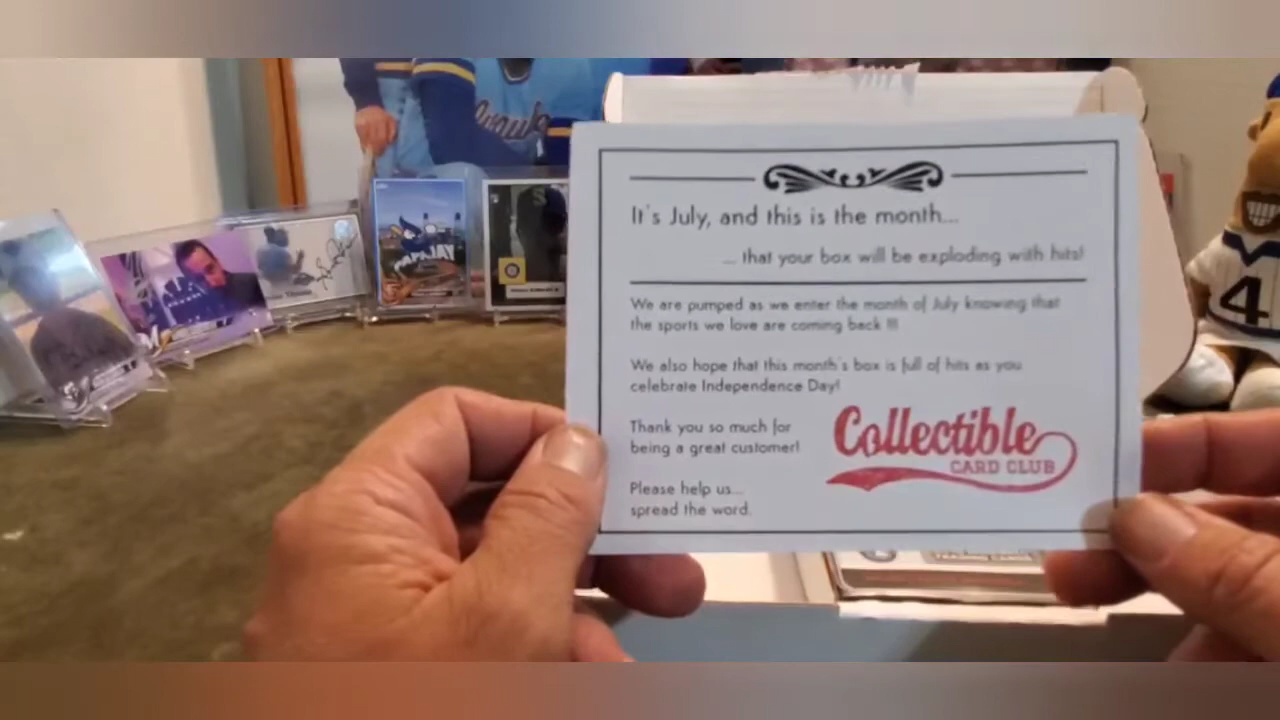 It's July, and this is the month...
... that your box will be exploding with hits!
We are pumped as we enter the month of July knowing that
the sports we love are coming back !!!
We also hope that this month's box is full of hits as you
celebrate Independence Day!
Thank you so much for
being a great customer!
Collectible
CARD CLUB
Please help us...
spread the word.
PAPAJAY
4